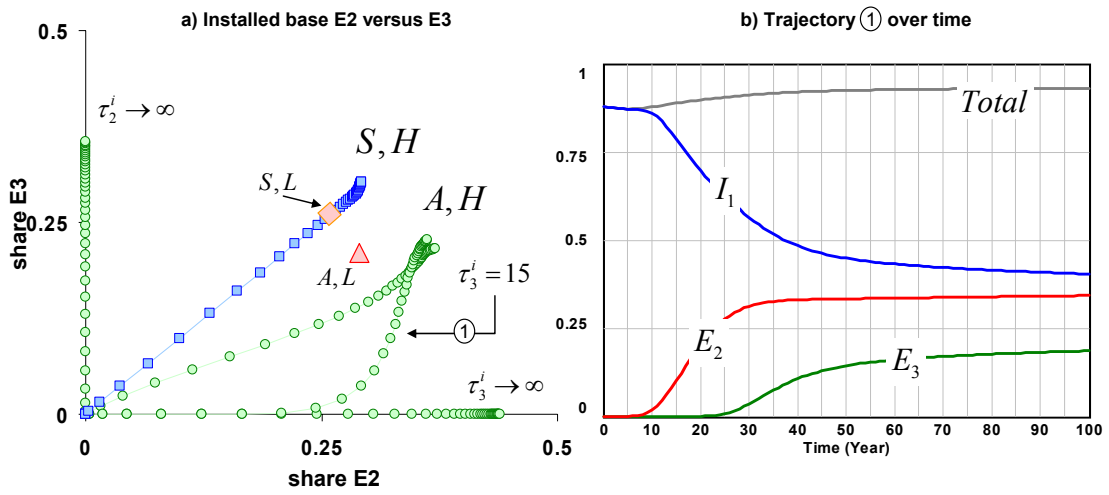 a) Installed base E2 versus E3
0.5
τ₂ⁱ → ∞
S, H
S, L
A, H
0.25
A, L
τ₃ⁱ = 15
①
τ₃ⁱ → ∞
0
0
0.25
0.5
share E3
share E2
b) Trajectory ① over time
1
Total
0.75
I₁
0.5
0.25
E₂
E₃
0
0 10 20 30 40 50 60 70 80 90 100
Time (Year)